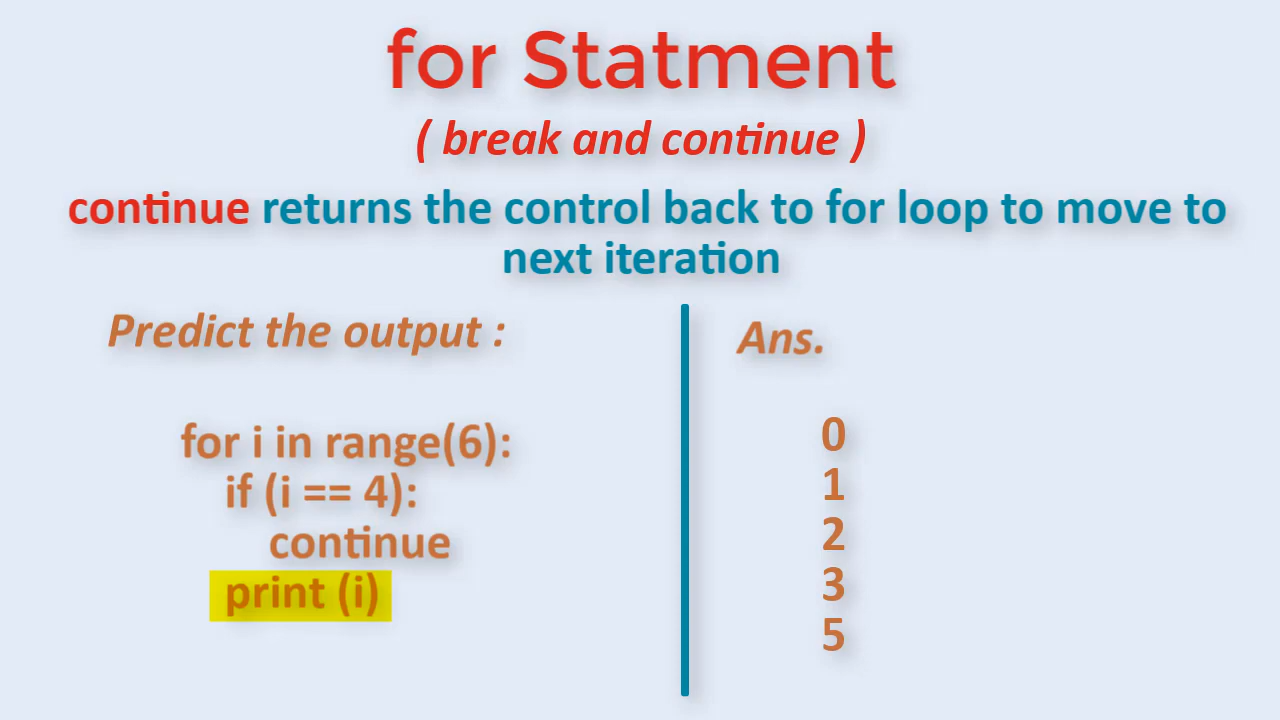 for Statment
( break and continue )
continue returns the control back to for loop to move to
next iteration
Predict the output :
for i in range(6):
if (i == 4):
continue
print (i)
Ans.
0
1
2
3
5